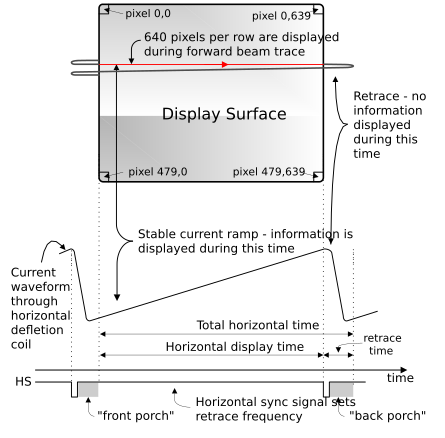 pixel 0,0
pixel 0,639
640 pixels per row are displayed
during forward beam trace
Retrace - no
information
displayed
during this
time
Display Surface
pixel 479,0
pixel 479,639
Stable current ramp - information is
displayed during this time
Current
waveform
through
horizontal
defletion
coil
Total horizontal time
Horizontal display time
retrace
time
time
HS
Horizontal sync signal sets
retrace frequency
"front porch"
"back porch"